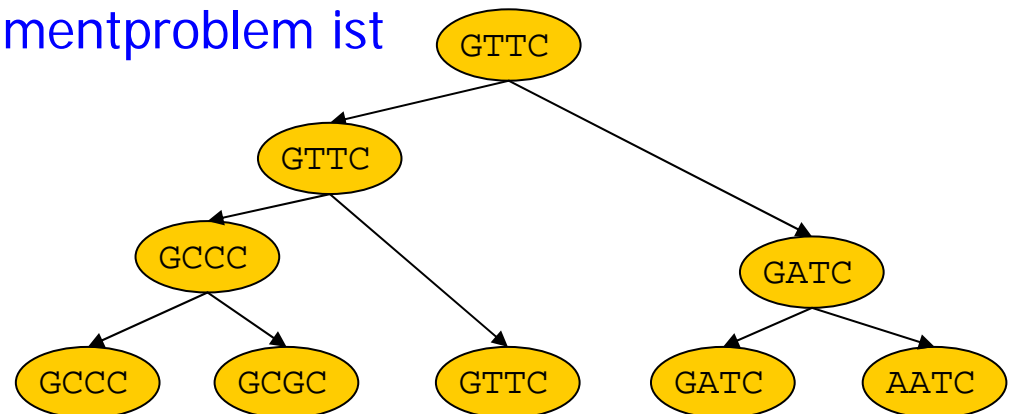 mentproblem ist
GTTC
GTTC
GCCC
GATC
GCCC GCGC GTTC GATC AATC